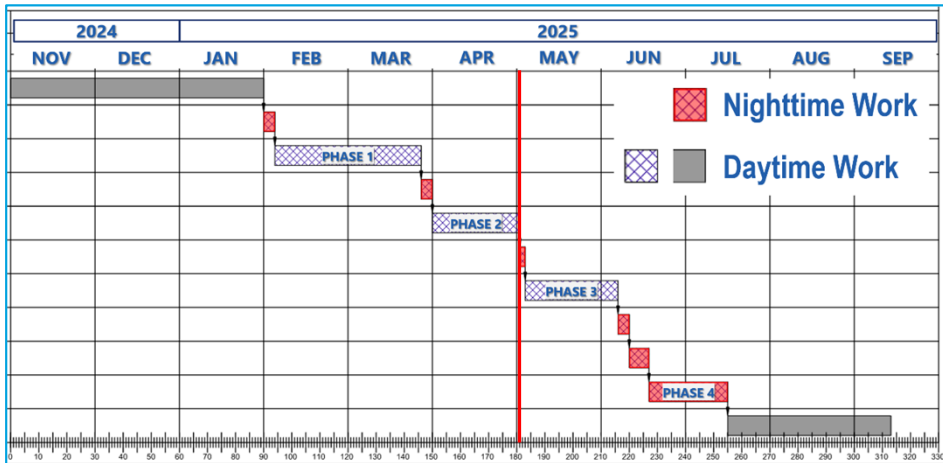 2024 2025
NOV DEC JAN FEB MAR APR MAY JUN JUL AUG SEP
Nighttime Work
PHASE 1
Daytime Work
PHASE 2
PHASE 3
PHASE 4
0 10 20 30 40 50 60 70 80 90 100 110 120 130 140 150 160 170 180 190 200 210 220 230 240 250 260 270 280 290 300 310 320 330